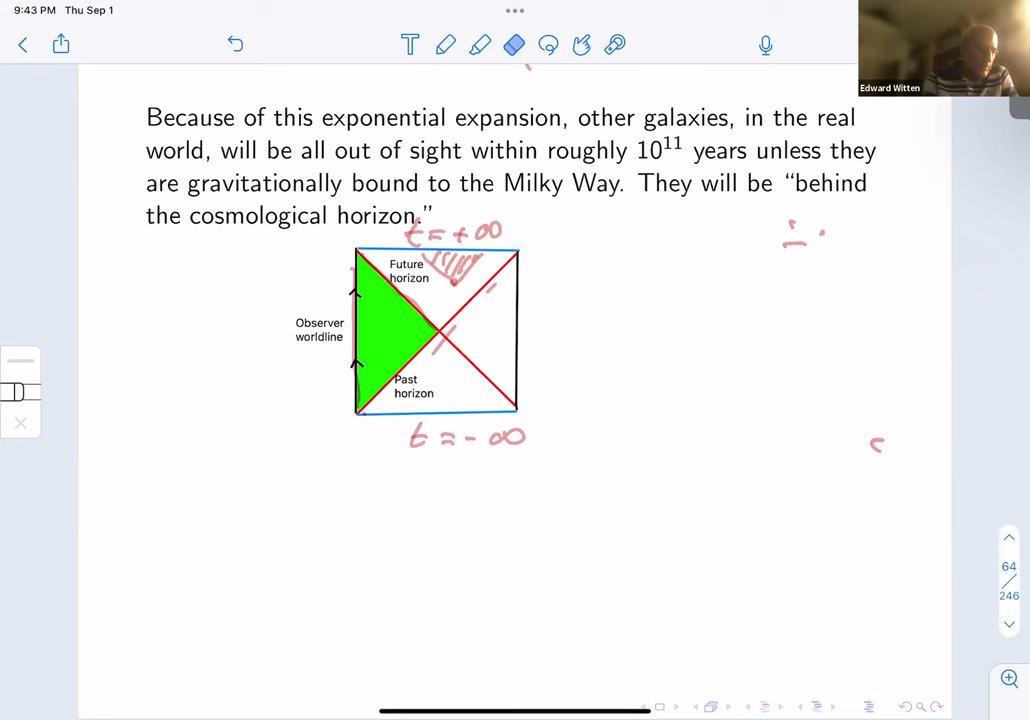 9:43 PM Thu Sep 1
Edward Witten
Because of this exponential expansion, other galaxies, in the real
world, will be all out of sight within roughly 10¹¹ years unless they
are gravitationally bound to the Milky Way. They will be “behind
the cosmological horizon.”
t = +∞
Future
horizon
Observer
worldline
Past
horizon
t = -∞
64
246